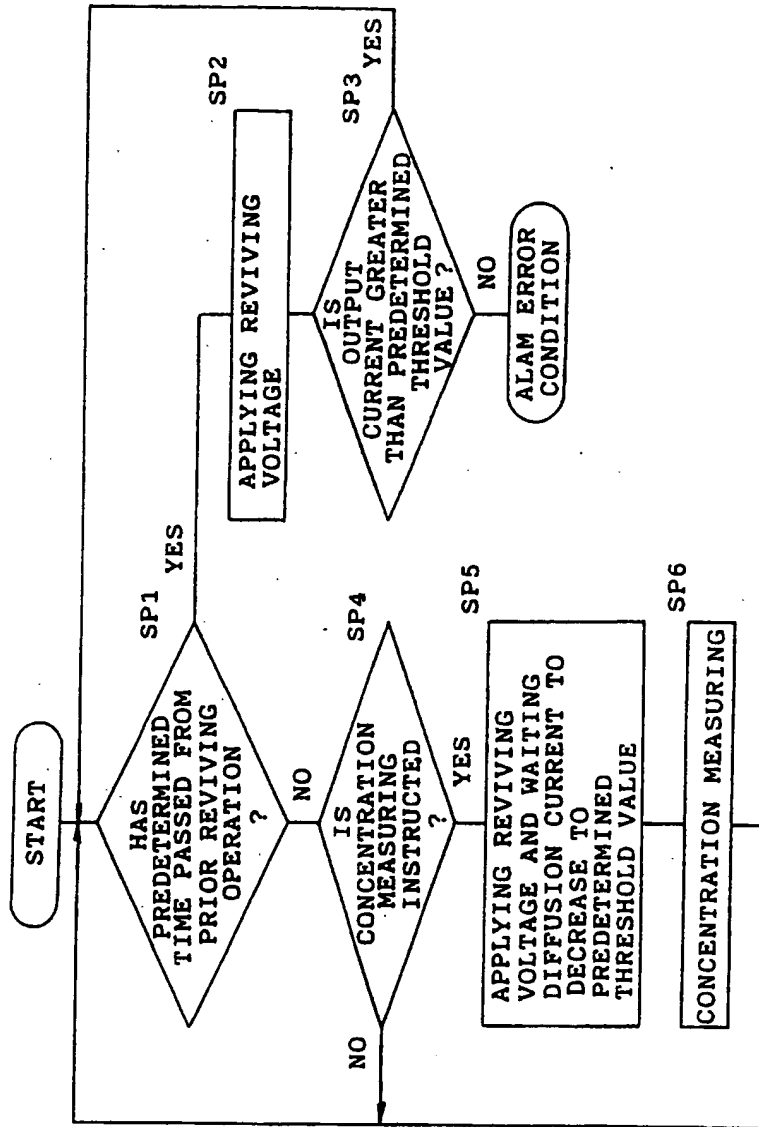 START
SP1
HAS
PREDETERMINED
TIME PASSED FROM
PRIOR REVIVING
OPERATION
?
YES
NO
SP2
APPLYING REVIVING
VOLTAGE
SP3
IS
OUTPUT
CURRENT GREATER
THAN PREDETERMINED
THRESHOLD
VALUE?
YES
NO
ALAM ERROR
CONDITION
SP4
IS
CONCENTRATION
MEASURING
INSTRUCTED
?
NO
YES
SP5
APPLYING REVIVING
VOLTAGE AND WAITING
DIFFUSION CURRENT TO
DECREASE TO
PREDETERMINED
THRESHOLD VALUE
SP6
CONCENTRATION MEASURING